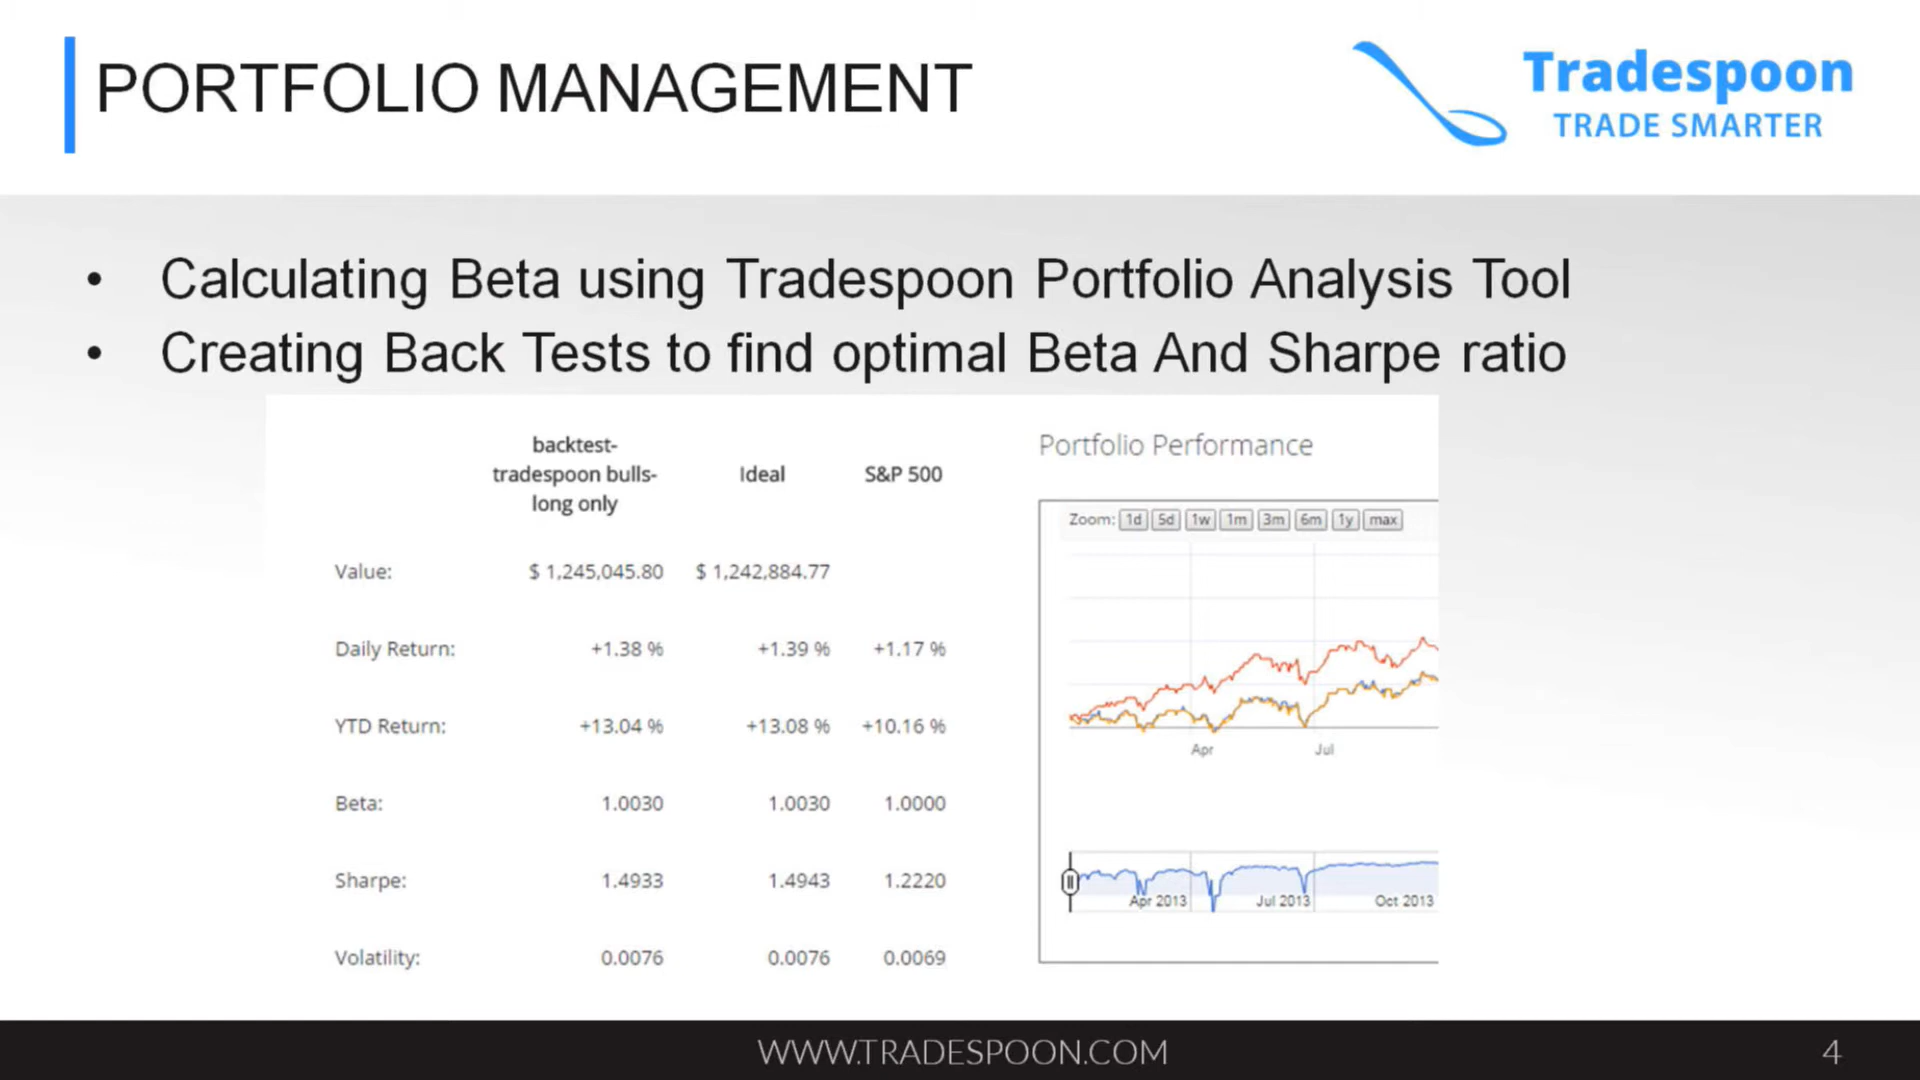 PORTFOLIO MANAGEMENT
Tradespoon
TRADE SMARTER
• Calculating Beta using Tradespoon Portfolio Analysis Tool
• Creating Back Tests to find optimal Beta And Sharpe ratio
backtest-
tradespoon bulls-
long only
Ideal
S&P 500
Value: $ 1,245,045.80 $ 1,242,884.77
Daily Return: +1.38 % +1.39 % +1.17 %
YTD Return: +13.04 % +13.08 % +10.16 %
Beta: 1.0030 1.0030 1.0000
Sharpe: 1.4933 1.4943 1.2220
Volatility: 0.0076 0.0076 0.0069
Portfolio Performance
Zoom: 1d 5d 1w 1m 3m 6m 1y max
Apr Jul
Apr 2013 Jul 2013 Oct 2013
WWW.TRADESPOON.COM
4